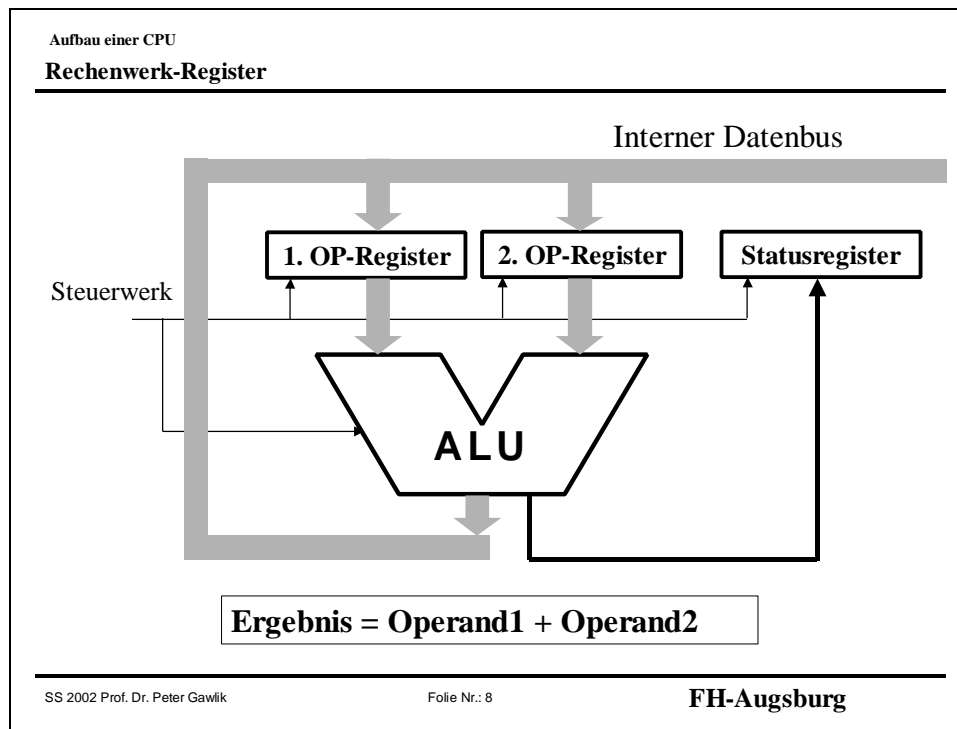 Aufbau einer CPU
Rechenwerk-Register
Interner Datenbus
1. OP-Register
2. OP-Register
Statusregister
Steuerwerk
ALU
Ergebnis = Operand1 + Operand2
SS 2002 Prof. Dr. Peter Gawlik
Folie Nr.: 8
FH-Augsburg